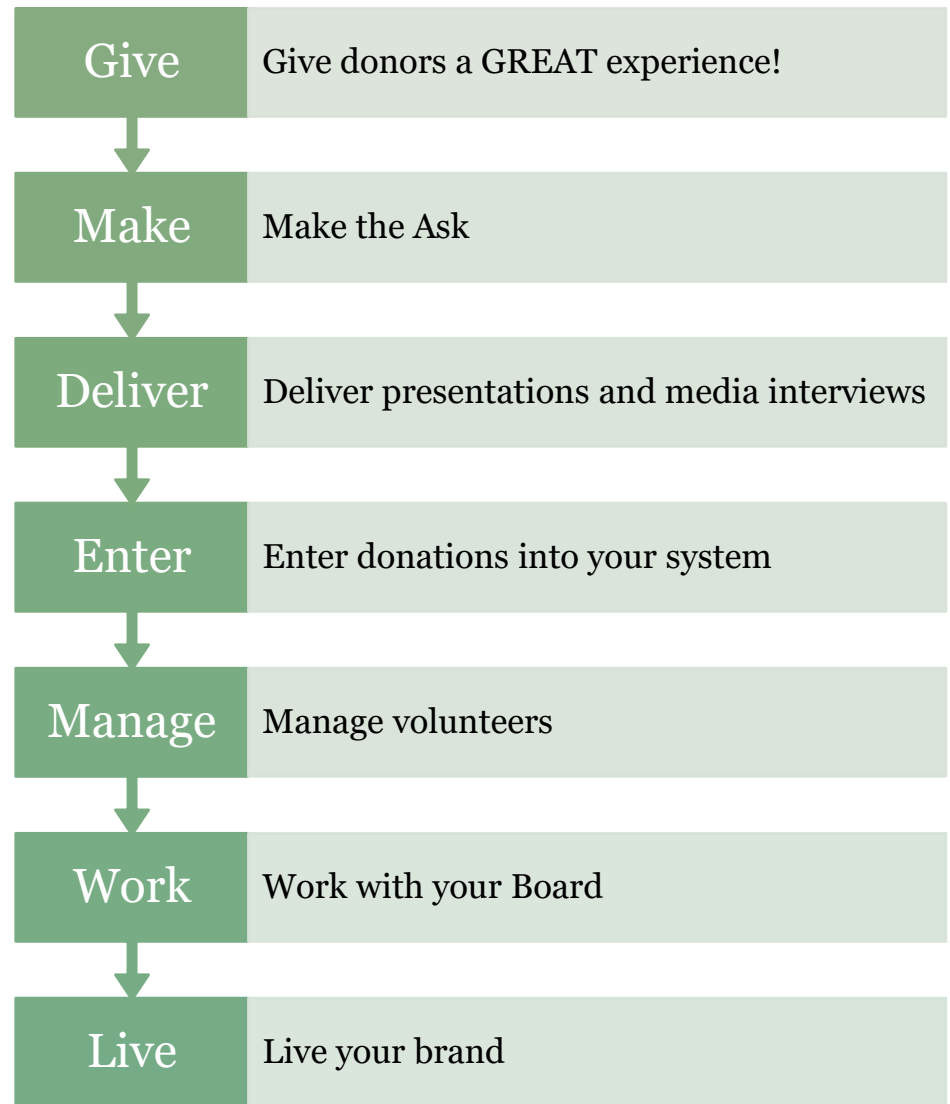 Give
Give donors a GREAT experience!
Make
Make the Ask
Deliver
Deliver presentations and media interviews
Enter
Enter donations into your system
Manage
Manage volunteers
Work
Work with your Board
Live
Live your brand